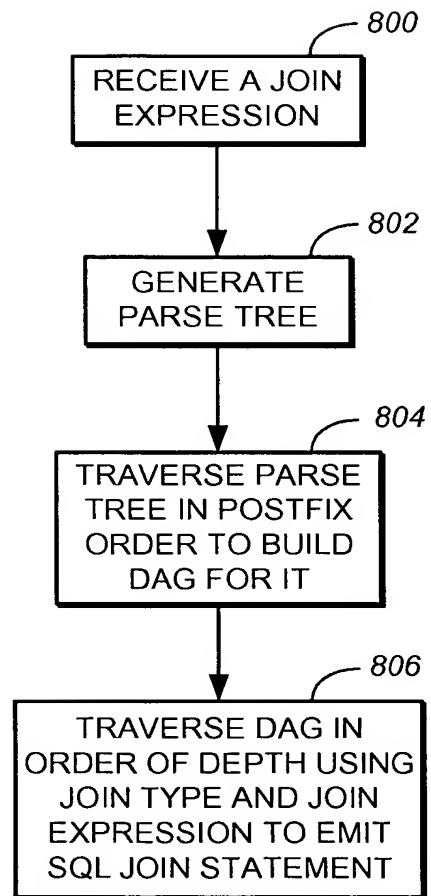 800
RECEIVE A JOIN
EXPRESSION
802
GENERATE
PARSE TREE
804
TRAVERSE PARSE
TREE IN POSTFIX
ORDER TO BUILD
DAG FOR IT
806
TRAVERSE DAG IN
ORDER OF DEPTH USING
JOIN TYPE AND JOIN
EXPRESSION TO EMIT
SQL JOIN STATEMENT